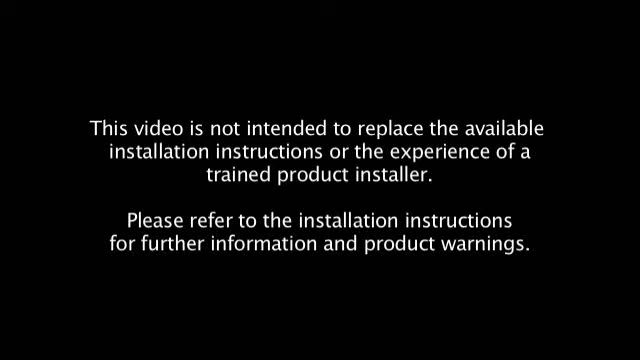 This video is not intended to replace the available
installation instructions or the experience of a
trained product installer.
Please refer to the installation instructions
for further information and product warnings.